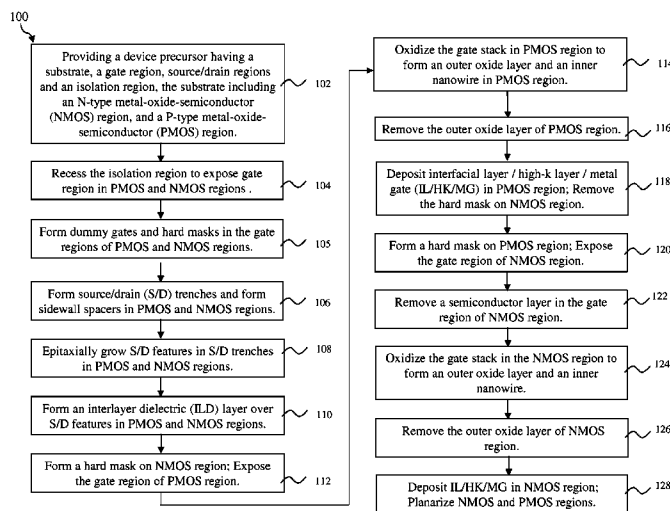 100
Providing a device precursor having a
substrate, a gate region, source/drain regions
and an isolation region, the substrate including
an N-type metal-oxide-semiconductor
(NMOS) region, and a P-type metal-oxide-
semiconductor (PMOS) region.
102
Recess the isolation region to expose gate
region in PMOS and NMOS regions .
104
Form dummy gates and hard masks in the gate
regions of PMOS and NMOS regions.
105
Form source/drain (S/D) trenches and form
sidewall spacers in PMOS and NMOS regions.
106
Epitaxially grow S/D features in S/D trenches
in PMOS and NMOS regions.
108
Form an interlayer dielectric (ILD) layer over
S/D features in PMOS and NMOS regions.
110
Form a hard mask on NMOS region; Expose
the gate region of PMOS region.
112
Oxidize the gate stack in PMOS region to
form an outer oxide layer and an inner
nanowire in PMOS region.
114
Remove the outer oxide layer of PMOS region.
116
Deposit interfacial layer / high-k layer / metal
gate (IL/HK/MG) in PMOS region; Remove
the hard mask on NMOS region.
118
Form a hard mask on PMOS region; Expose
the gate region of NMOS region.
120
Remove a semiconductor layer in the gate
region of NMOS region.
122
Oxidize the gate stack in the NMOS region to
form an outer oxide layer and an inner
nanowire.
124
Remove the outer oxide layer of NMOS
region.
126
Deposit IL/HK/MG in NMOS region;
Planarize NMOS and PMOS regions.
128